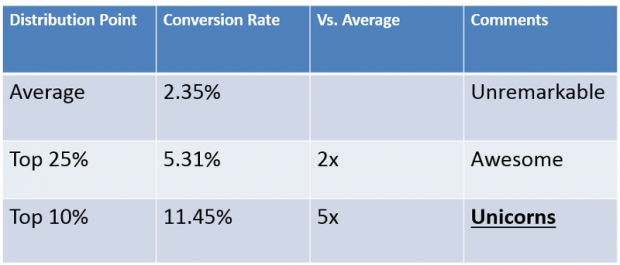 Distribution Point Conversion Rate Vs. Average Comments
Average 2.35% Unremarkable
Top 25% 5.31% 2x Awesome
Top 10% 11.45% 5x Unicorns